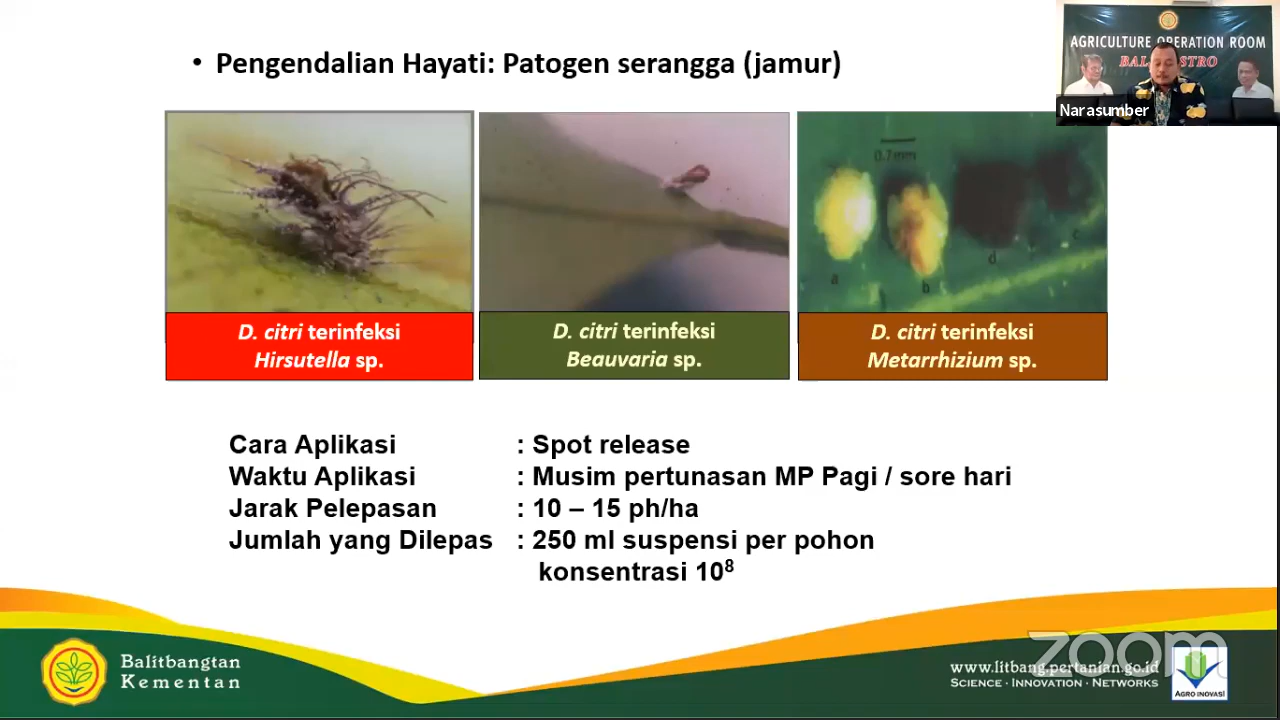 • Pengendalian Hayati: Patogen serangga (jamur)
AGRICULTURE OPERATION ROOM
Narasumber
0.7mm
a
b
d
c
D. citri terinfeksi
Hirsutella sp.
D. citri terinfeksi
Beauvaria sp.
D. citri terinfeksi
Metarrhizium sp.
Cara Aplikasi : Spot release
Waktu Aplikasi : Musim pertunasan MP Pagi / sore hari
Jarak Pelepasan : 10 – 15 ph/ha
Jumlah yang Dilepas : 250 ml suspensi per pohon
konsentrasi 10⁸
Balitbangtan
Kementan
zoom
www.litbang.pertanian.go.id
SCIENCE . INNOVATION . NETWORKS
AGRO INOVASI